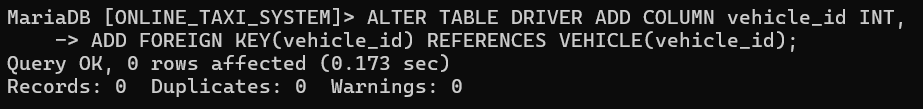 MariaDB [ONLINE_TAXI_SYSTEM]> ALTER TABLE DRIVER ADD COLUMN vehicle_id INT,
    -> ADD FOREIGN KEY(vehicle_id) REFERENCES VEHICLE(vehicle_id);
Query OK, 0 rows affected (0.173 sec)
Records: 0  Duplicates: 0  Warnings: 0